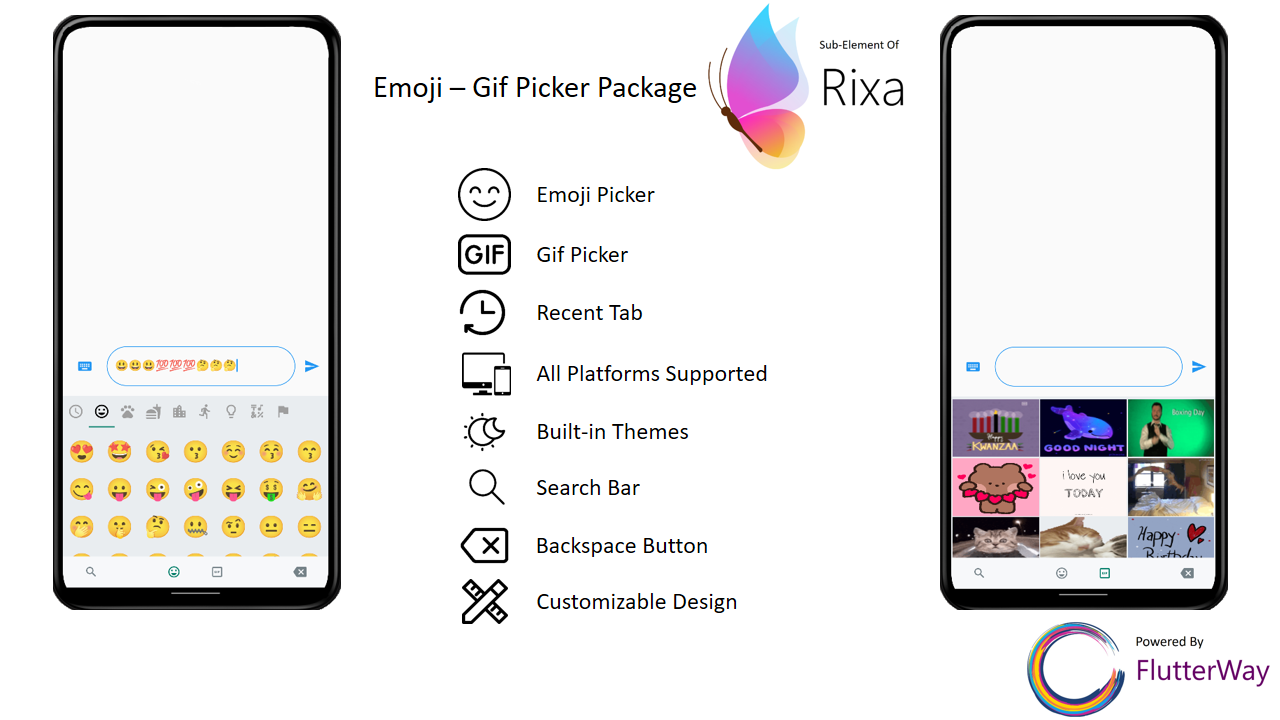 Emoji – Gif Picker Package
Sub-Element Of
Rixa
Emoji Picker
GIF
Gif Picker
Recent Tab
All Platforms Supported
Built-in Themes
Search Bar
Backspace Button
Customizable Design
😃😃😃💯💯💯🤔🤔🤔
Happy
KWANZAA
GOOD NIGHT
Boxing Day
i love you
TODAY
Happy
Birthday
Powered By
FlutterWay